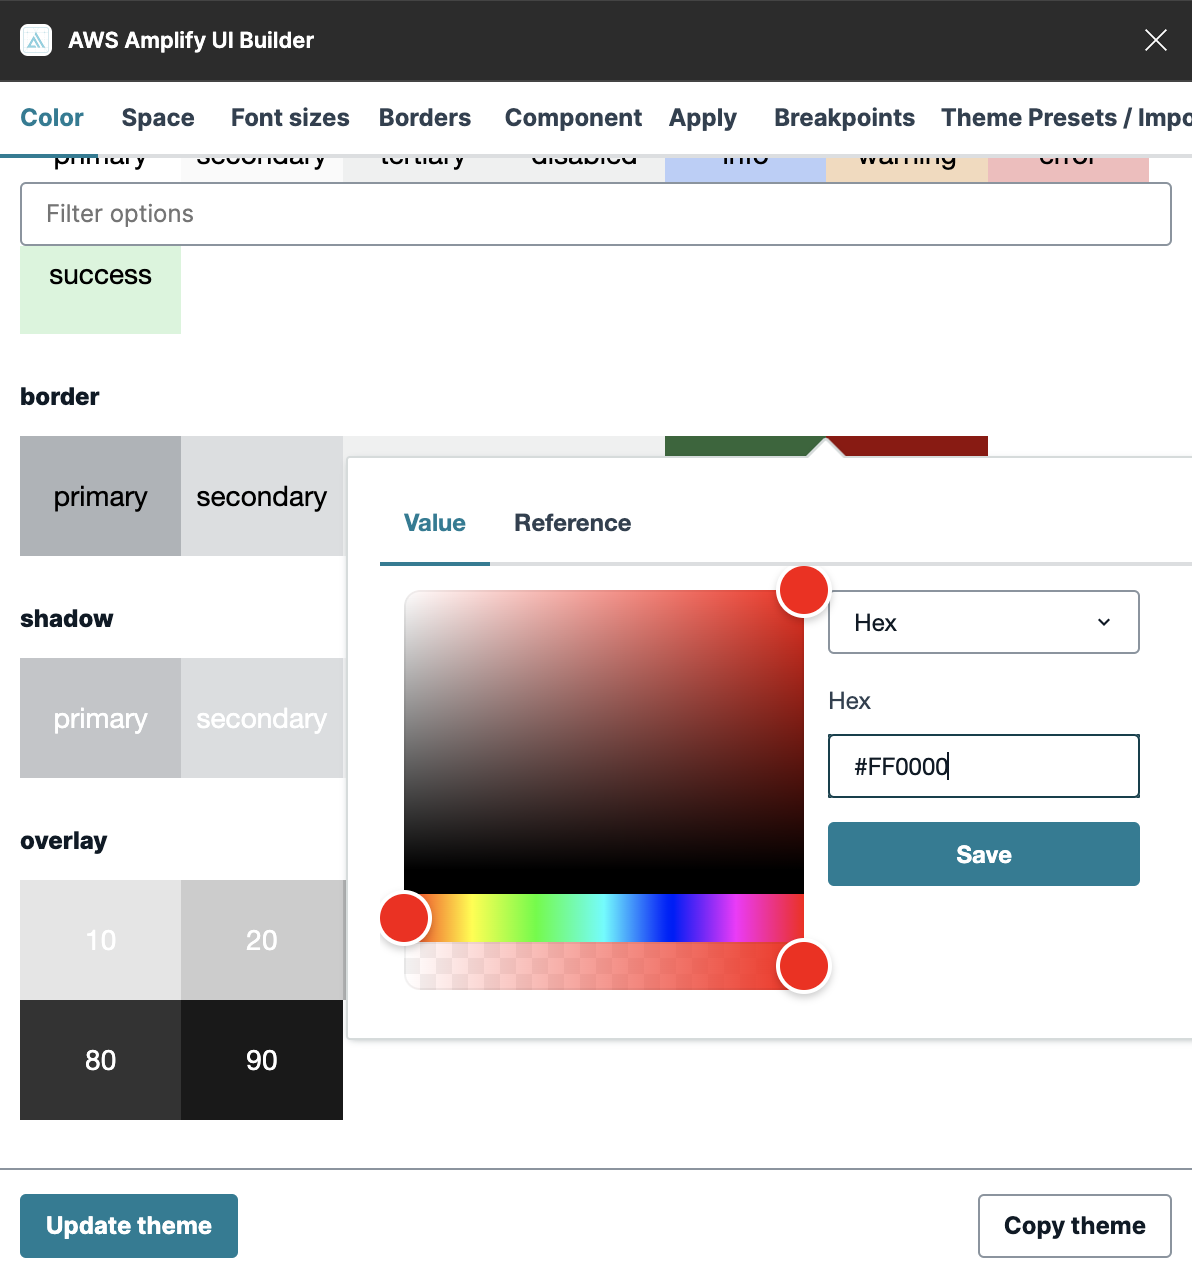 AWS Amplify UI Builder
Color Space Font sizes Borders Component Apply Breakpoints Theme Presets / Impo
primary secondary tertiary disabled info warning error
Filter options
success
border
primary secondary
Value Reference
Hex
shadow
Hex
primary secondary
#FF0000
overlay
Save
10 20
80 90
Update theme Copy theme